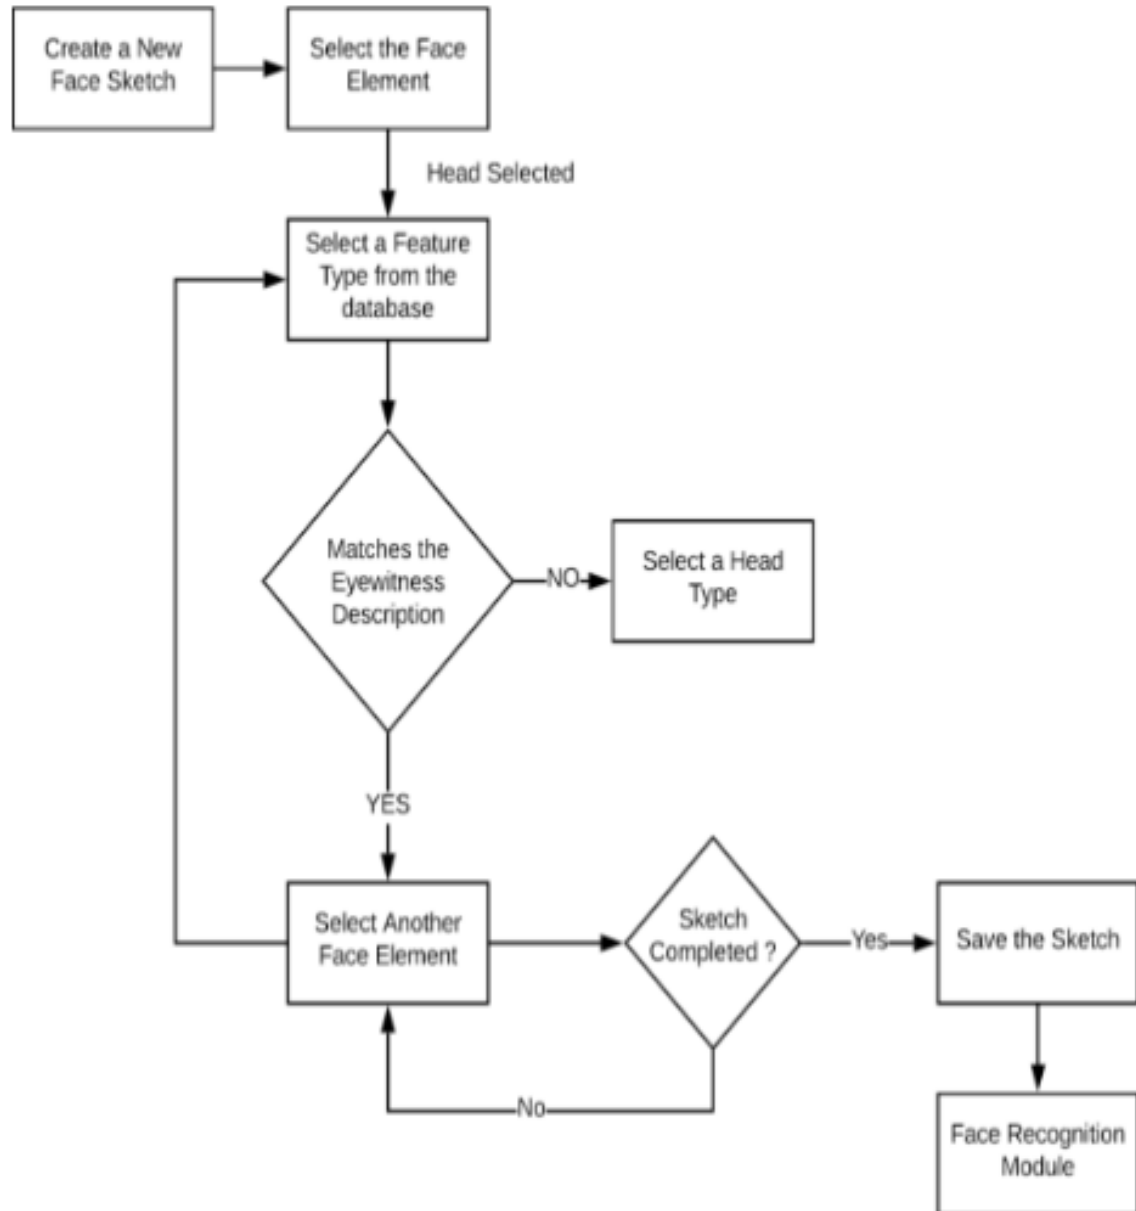 Create a New
Face Sketch
Select the Face
Element
Head Selected
Select a Feature
Type from the
database
Matches the
Eyewitness
Description
NO
Select a Head
Type
YES
Select Another
Face Element
Sketch
Completed ?
Yes
Save the Sketch
No
Face Recognition
Module